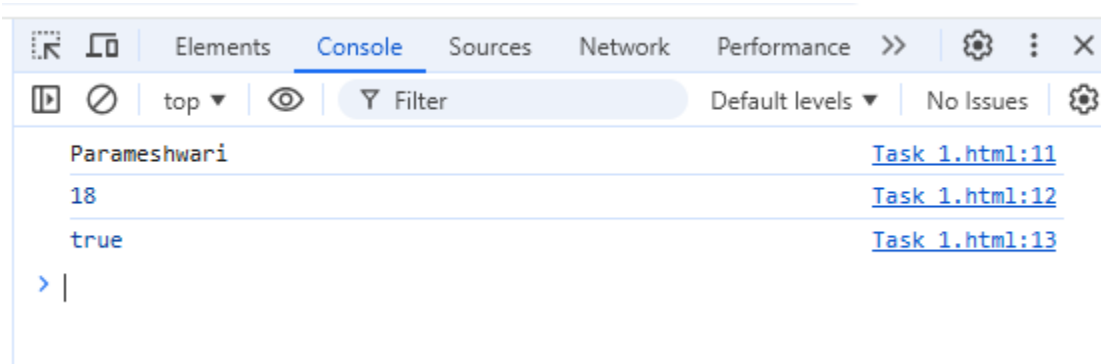 Elements Console Sources Network Performance
top Filter Default levels No Issues
Parameshwari Task 1.html:11
18 Task 1.html:12
true Task 1.html:13